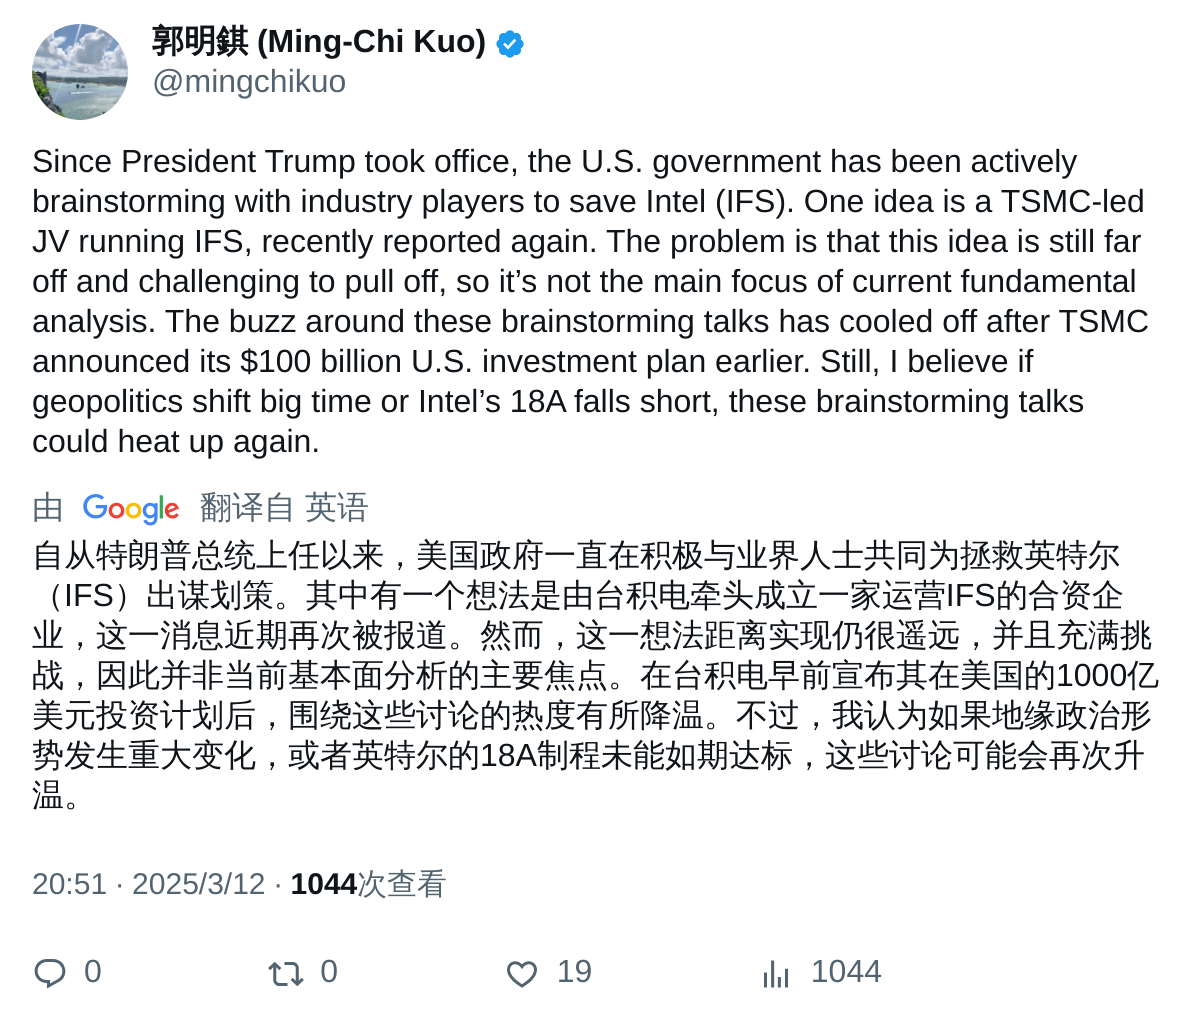 郭明錤 (Ming-Chi Kuo)
@mingchikuo
Since President Trump took office, the U.S. government has been actively
brainstorming with industry players to save Intel (IFS). One idea is a TSMC-led
JV running IFS, recently reported again. The problem is that this idea is still far
off and challenging to pull off, so it’s not the main focus of current fundamental
analysis. The buzz around these brainstorming talks has cooled off after TSMC
announced its $100 billion U.S. investment plan earlier. Still, I believe if
geopolitics shift big time or Intel’s 18A falls short, these brainstorming talks
could heat up again.
由 Google 翻译自 英语
自从特朗普总统上任以来，美国政府一直在积极与业界人士共同为拯救英特尔
（IFS）出谋划策。其中有一个想法是由台积电牵头成立一家运营IFS的合资企
业，这一消息近期再次被报道。然而，这一想法距离实现仍很遥远，并且充满挑
战，因此并非当前基本面分析的主要焦点。在台积电早前宣布其在美国的1000亿
美元投资计划后，围绕这些讨论的热度有所降温。不过，我认为如果地缘政治形
势发生重大变化，或者英特尔的18A制程未能如期达标，这些讨论可能会再次升
温。
20:51 · 2025/3/12 · 1044次查看
0 0 19 1044